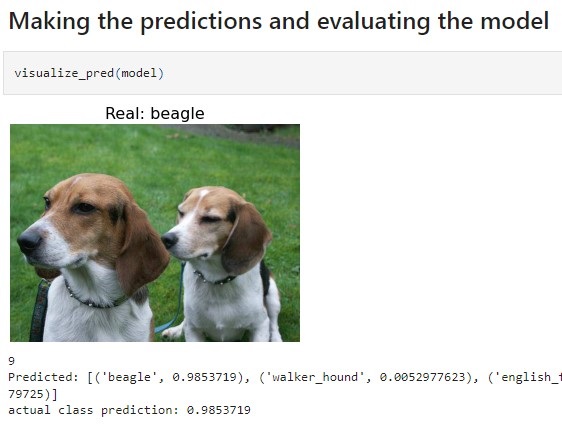 Making the predictions and evaluating the model
visualize_pred(model)
Real: beagle
9
Predicted: [('beagle', 0.9853719), ('walker_hound', 0.0052977623), ('english_
79725)]
actual class prediction: 0.9853719